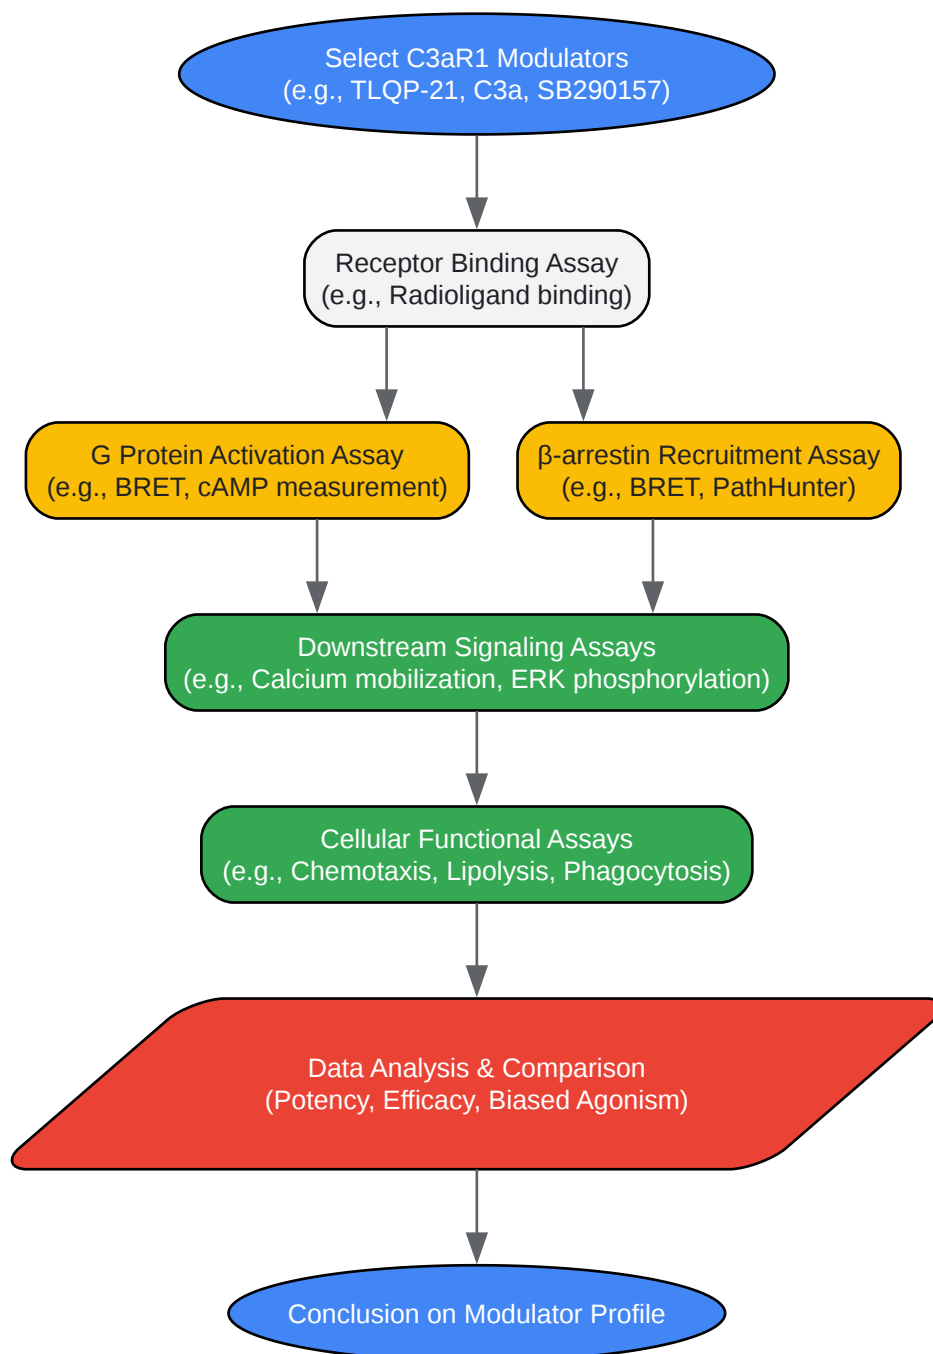 Select C3aR1 Modulators
(e.g., TLQP-21, C3a, SB290157)
Receptor Binding Assay
(e.g., Radioligand binding)
G Protein Activation Assay
(e.g., BRET, cAMP measurement)
β-arrestin Recruitment Assay
(e.g., BRET, PathHunter)
Downstream Signaling Assays
(e.g., Calcium mobilization, ERK phosphorylation)
Cellular Functional Assays
(e.g., Chemotaxis, Lipolysis, Phagocytosis)
Data Analysis & Comparison
(Potency, Efficacy, Biased Agonism)
Conclusion on Modulator Profile